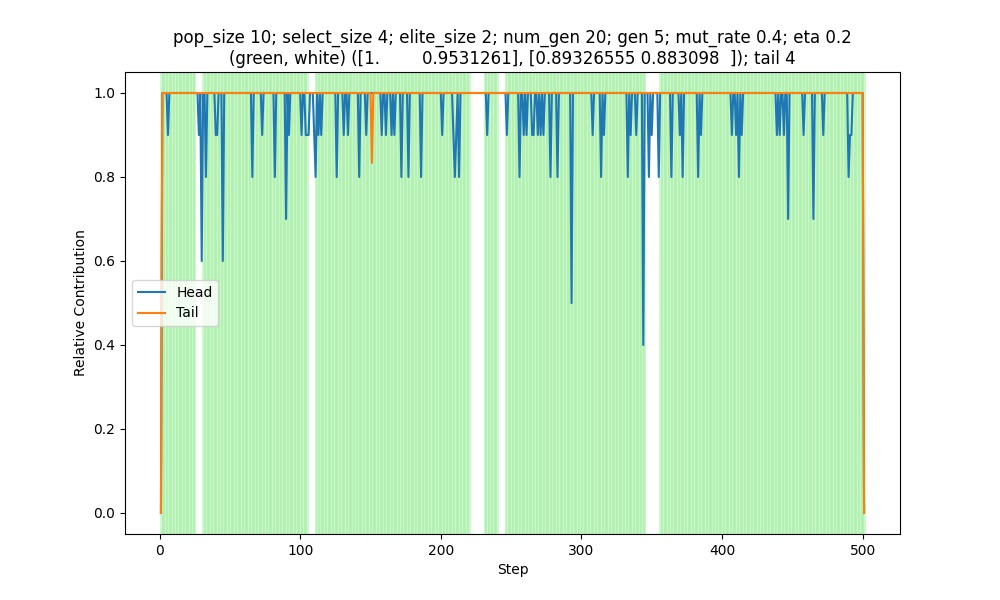 pop_size 10; select_size 4; elite_size 2; num_gen 20; gen 5; mut_rate 0.4; eta 0.2
(green, white) ([1.         0.9531261], [0.89326555 0.883098  ]); tail 4
1.0
0.8
0.6
0.4
0.2
0.0
Relative Contribution
Head
Tail
0 100 200 300 400 500
Step